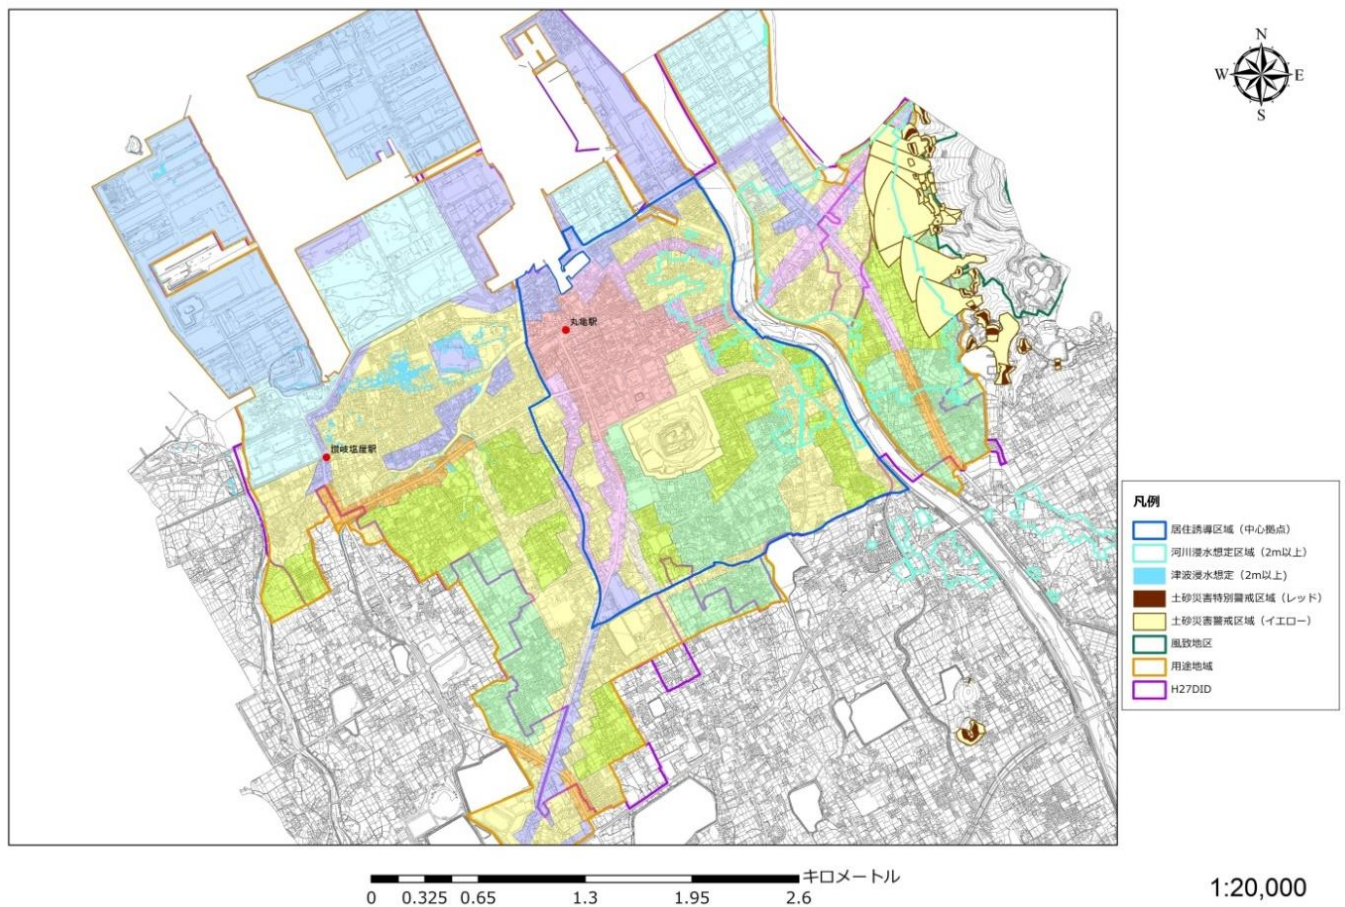 N
W E
S
丸亀駅
讃岐塩屋駅
凡例
居住誘導区域（中心拠点）
河川浸水想定区域（2m以上）
津波浸水想定（2m以上）
土砂災害特別警戒区域（レッド）
土砂災害警戒区域（イエロー）
風致地区
用途地域
H27DID
キロメートル
0 0.325 0.65 1.3 1.95 2.6
1:20,000